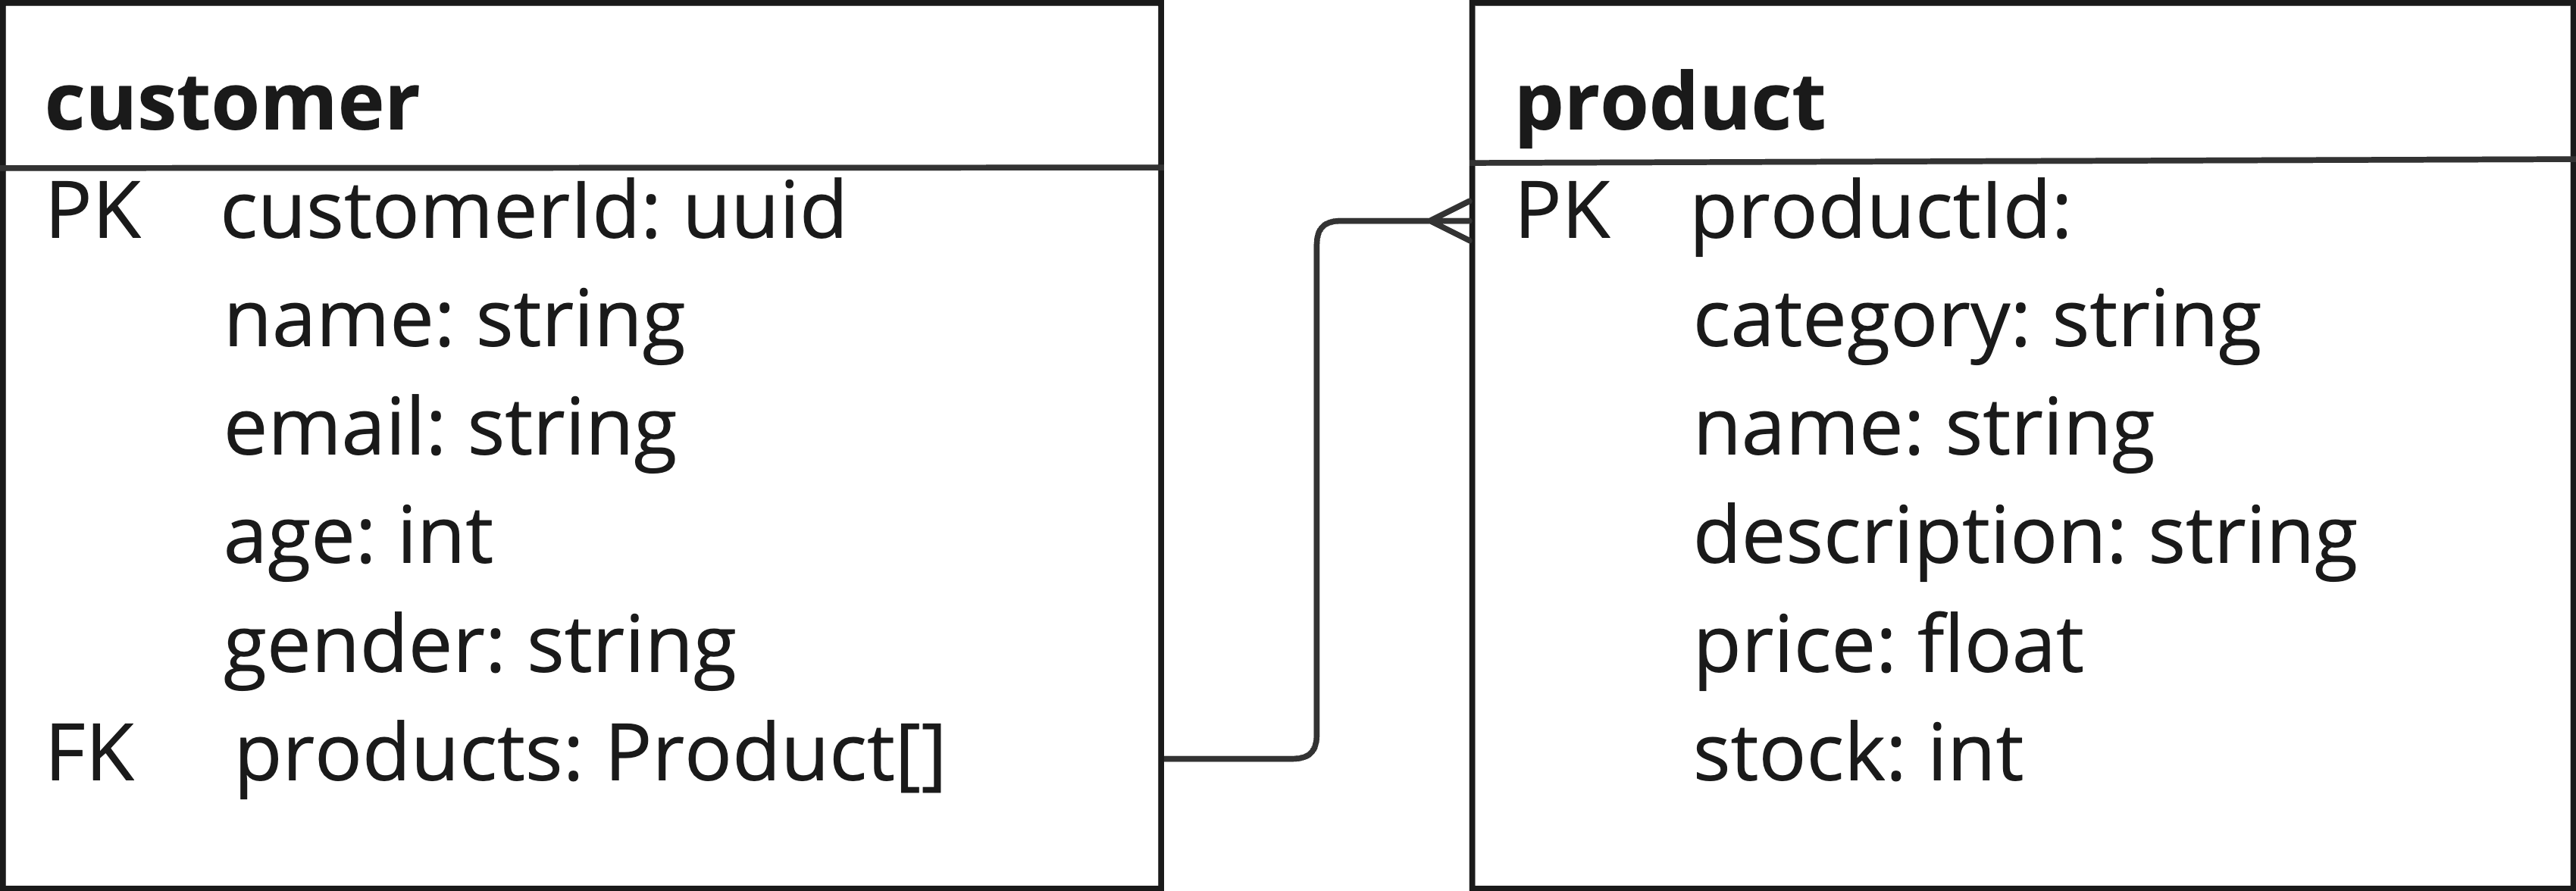 customer
PK customerId: uuid
name: string
email: string
age: int
gender: string
FK products: Product[]
product
PK productId:
category: string
name: string
description: string
price: float
stock: int